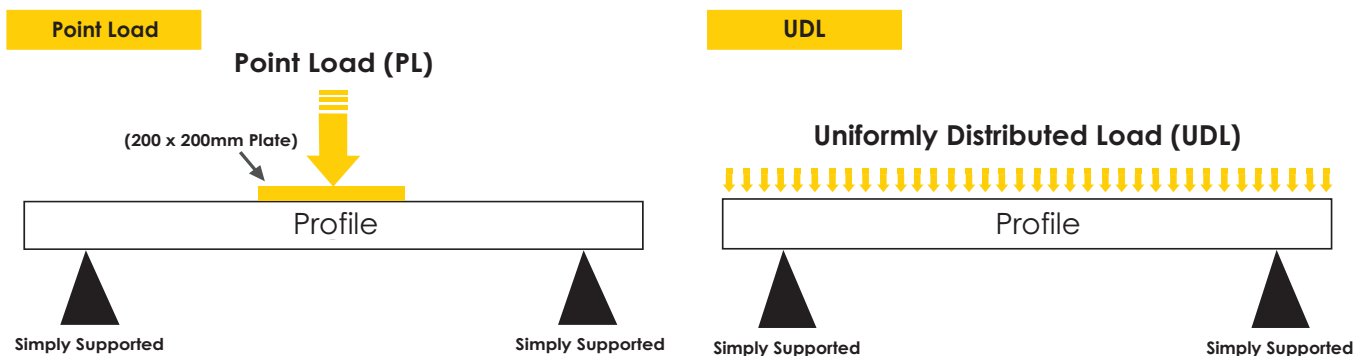 Point Load
Point Load (PL)
(200 x 200mm Plate)
Profile
Simply Supported
Simply Supported
UDL
Uniformly Distributed Load (UDL)
Profile
Simply Supported
Simply Supported